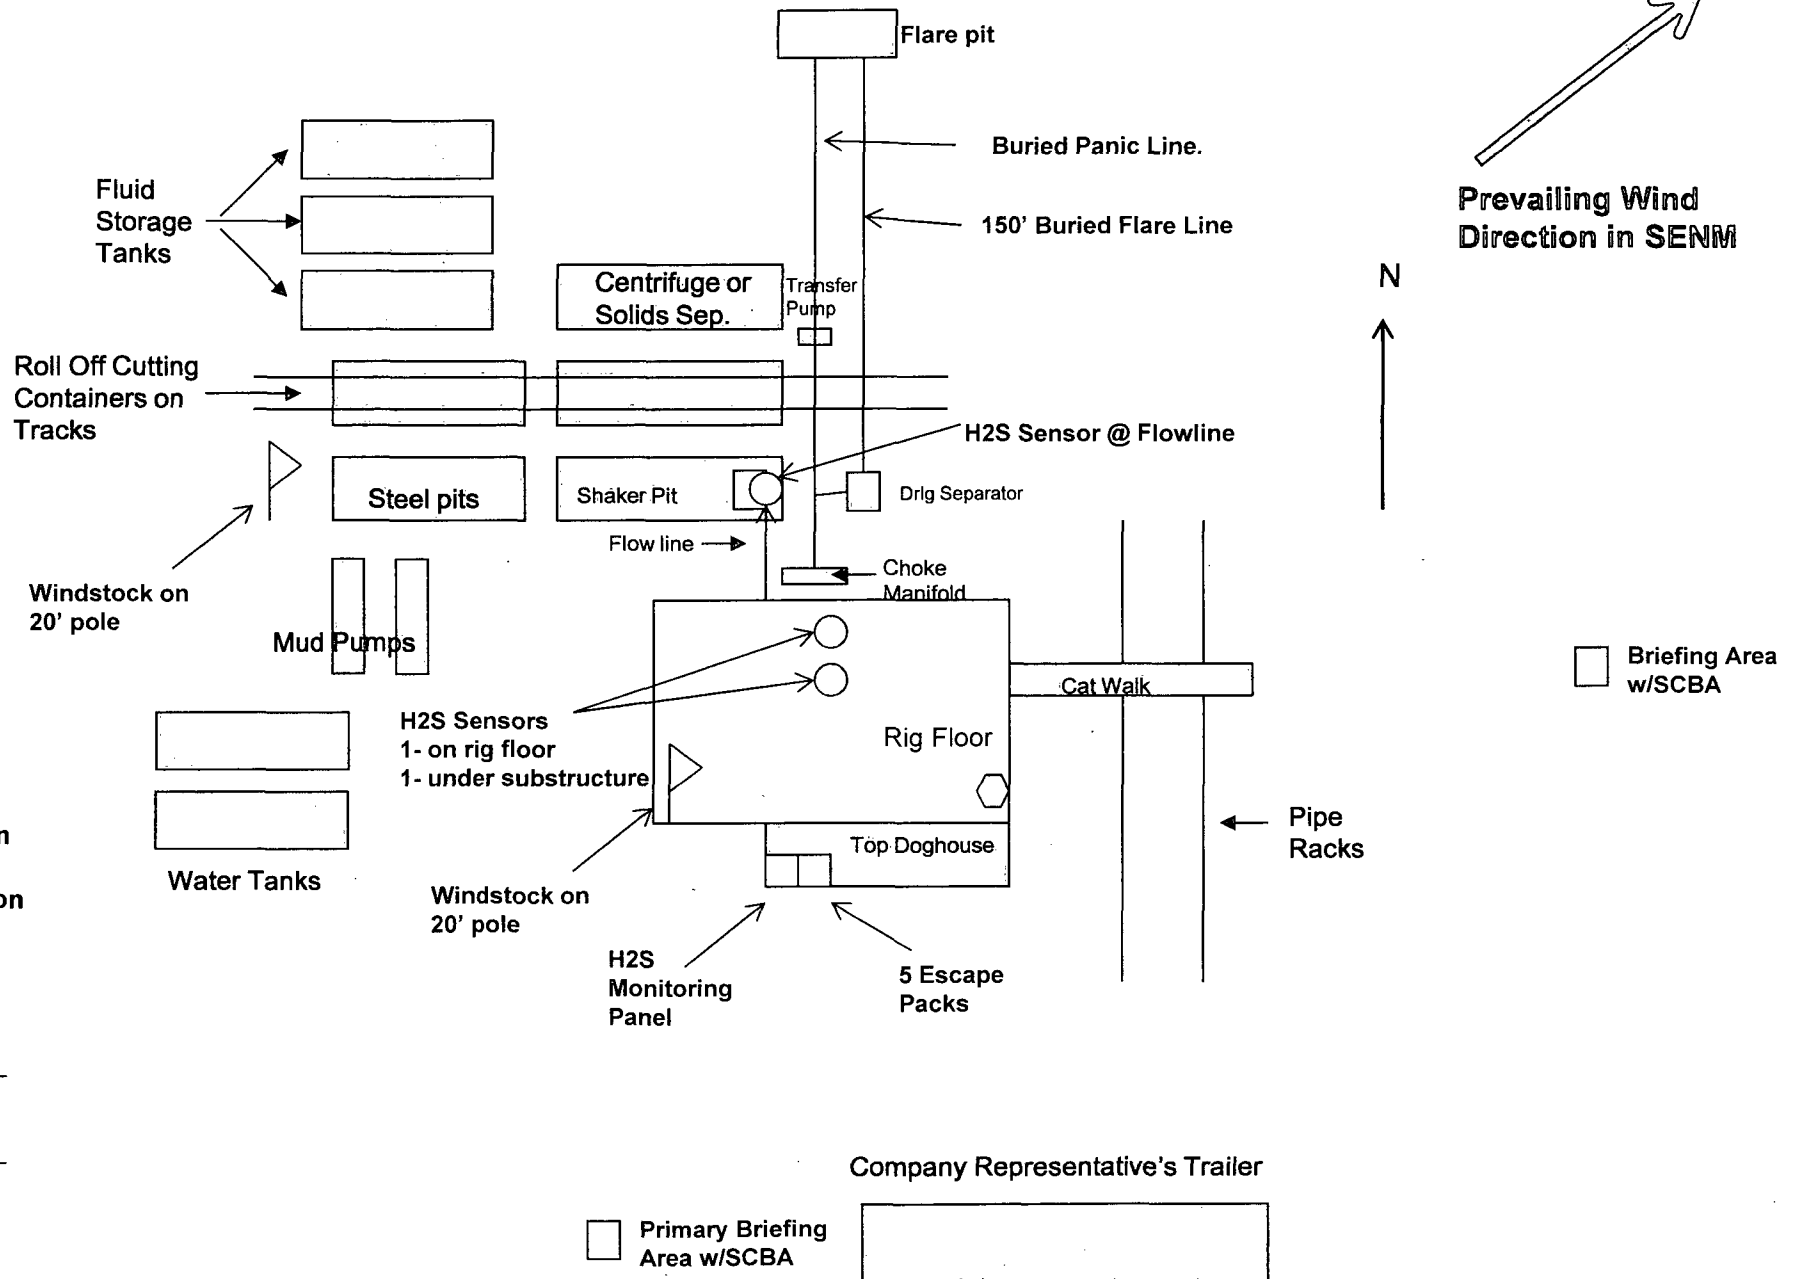 Flare pit
Buried Panic Line.
150' Buried Flare Line
Prevailing Wind
Direction in SENM
N
Fluid
Storage
Tanks
Centrifuge or
Solids Sep.
Transfer
Pump
Roll Off Cutting
Containers on
Tracks
H2S Sensor @ Flowline
Steel pits
Shaker Pit
Drlg Separator
Flow line
Choke
Manifold
Windstock on
20' pole
Mud Pumps
Briefing Area
w/SCBA
Cat Walk
H2S Sensors
1- on rig floor
1- under substructure
Rig Floor
Pipe
Racks
n
on
Water Tanks
Top Doghouse
Windstock on
20' pole
H2S
Monitoring
Panel
5 Escape
Packs
Company Representative's Trailer
Primary Briefing
Area w/SCBA